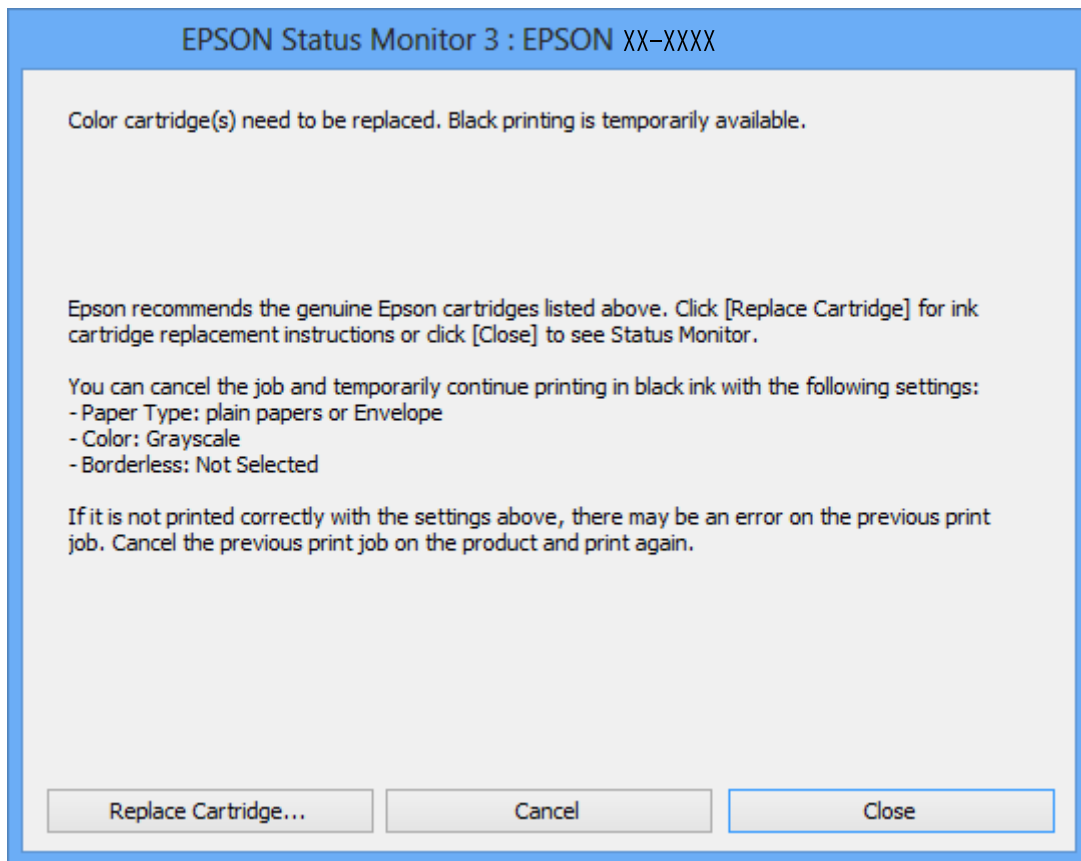 EPSON Status Monitor 3 : EPSON XX-XXXX
Color cartridge(s) need to be replaced. Black printing is temporarily available.
Epson recommends the genuine Epson cartridges listed above. Click [Replace Cartridge] for ink
cartridge replacement instructions or click [Close] to see Status Monitor.
You can cancel the job and temporarily continue printing in black ink with the following settings:
- Paper Type: plain papers or Envelope
- Color: Grayscale
- Borderless: Not Selected
If it is not printed correctly with the settings above, there may be an error on the previous print
job. Cancel the previous print job on the product and print again.
Replace Cartridge... Cancel Close